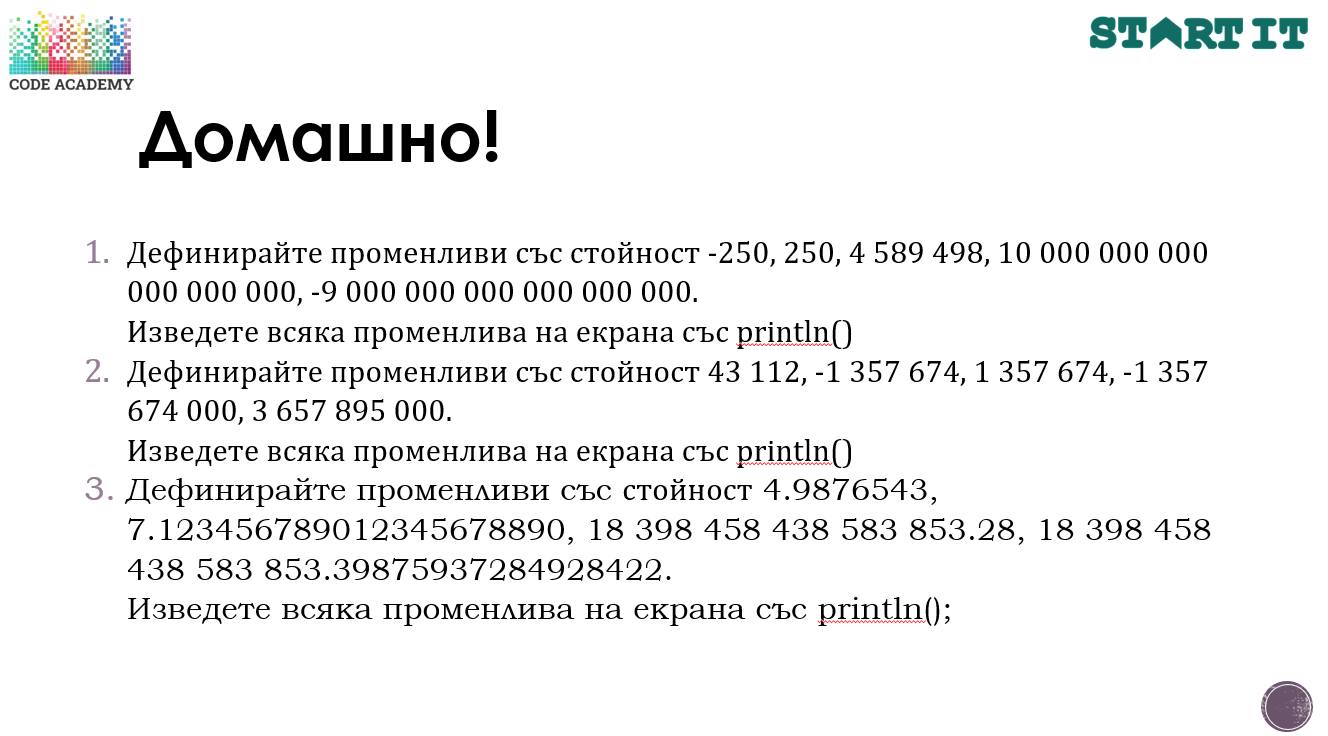 CODE ACADEMY
START IT
Домашно!
1. Дефинирайте променливи със стойност -250, 250, 4 589 498, 10 000 000 000
000 000 000, -9 000 000 000 000 000 000.
Изведете всяка променлива на екрана със println()
2. Дефинирайте променливи със стойност 43 112, -1 357 674, 1 357 674, -1 357
674 000, 3 657 895 000.
Изведете всяка променлива на екрана със println()
3. Дефинирайте променливи със стойност 4.9876543,
7.123456789012345678890, 18 398 458 438 583 853.28, 18 398 458
438 583 853.39875937284928422.
Изведете всяка променлива на екрана със println();